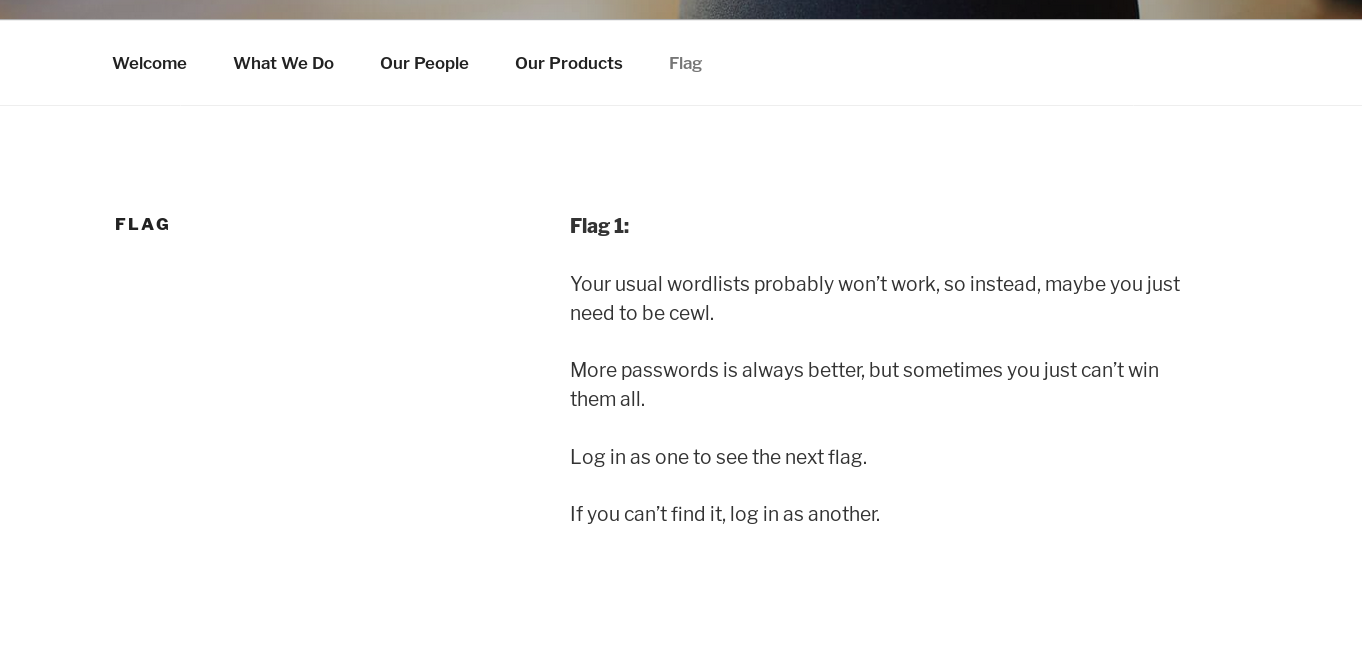 Welcome What We Do Our People Our Products Flag
FLAG
Flag 1:
Your usual wordlists probably won’t work, so instead, maybe you just
need to be cewl.
More passwords is always better, but sometimes you just can’t win
them all.
Log in as one to see the next flag.
If you can’t find it, log in as another.